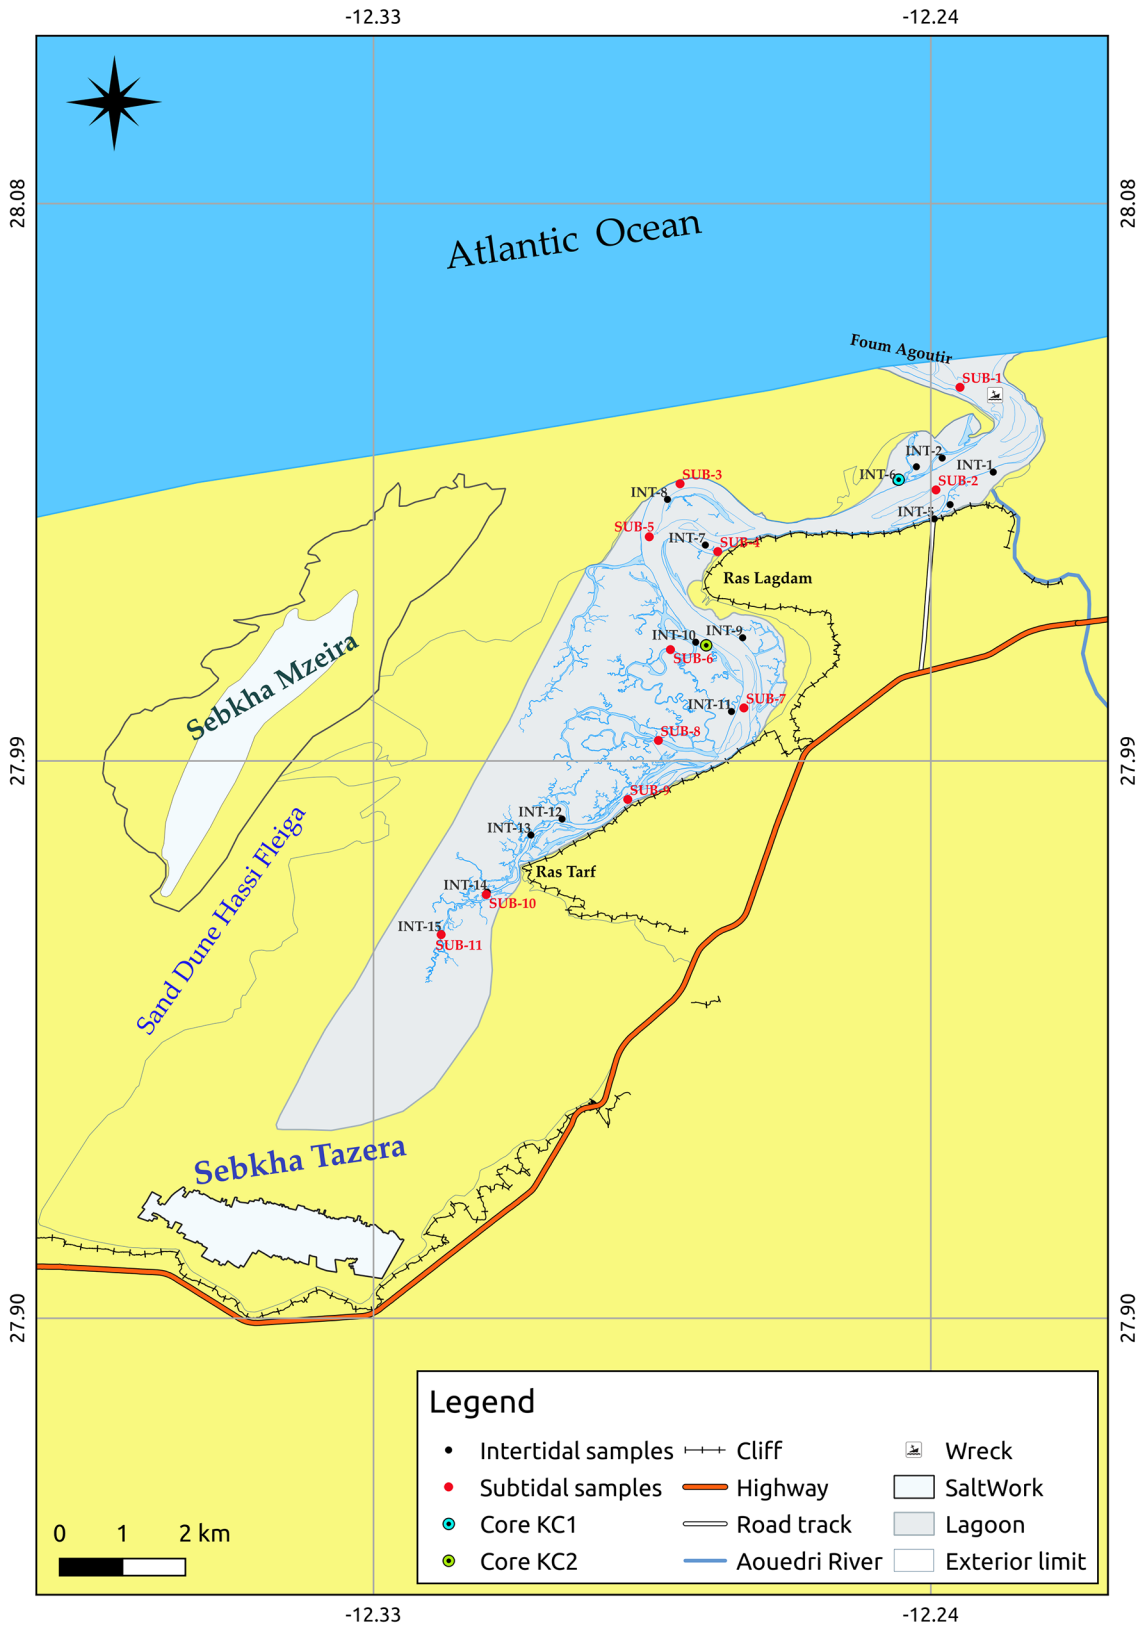 -12.33 -12.24
28.08 28.08
Atlantic Ocean
Foum Agoutir
SUB-1
INT-2
INT-1
INT-6
SUB-2
INT-5
SUB-3
INT-8
SUB-5
INT-7
SUB-4
Ras Lagdam
INT-10
INT-9
SUB-6
SUB-7
INT-11
SUB-8
Sebkha Mzeira
27.99 27.99
SUB-9
INT-12
INT-13
Ras Tarf
Sand Dune Hassi Fleiga
INT-14
SUB-10
INT-15
SUB-11
Sebkha Tazera
27.90 27.90
Legend
Intertidal samples
Subtidal samples
Core KC1
Core KC2
Cliff
Highway
Road track
Aouedri River
Wreck
SaltWork
Lagoon
Exterior limit
0 1 2 km
-12.33 -12.24